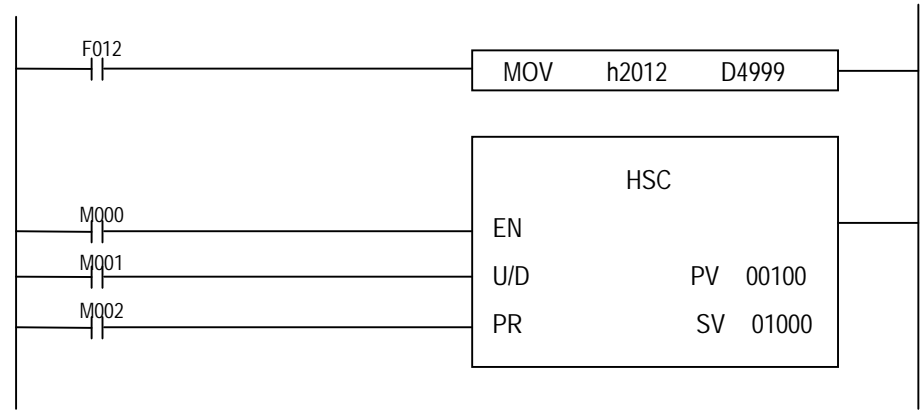 F012
MOV h2012 D4999
HSC
M000
EN
M001
U/D PV 00100
M002
PR SV 01000